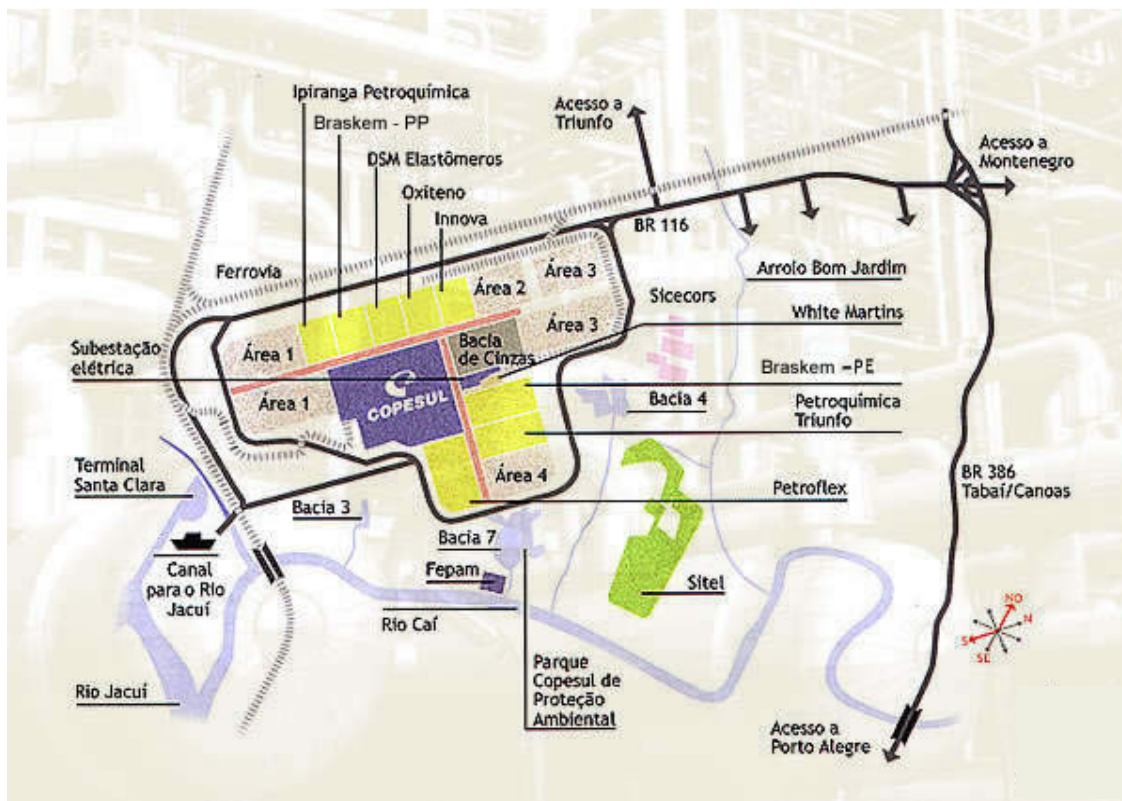 Ipiranga Petroquímica
Braskem - PP
DSM Elastômeros
Oxiteno
Innova
Acesso a
Triunfo
Acesso a
Montenegro
BR 116
Ferrovia
Área 3
Área 2
Sicecors
Arroio Bom Jardim
Área 3
White Martins
Área 1
Bacia
de Cinzas
Subestação
elétrica
Braskem -PE
COPESUL
Área 1
Bacia 4
Petroquímica
Triunfo
Área 4
Terminal
Santa Clara
BR 386
Tabaí/Canoas
Petroflex
Bacia 3
Bacia 7
Canal
para o Rio
Jacuí
Fepam
Sitel
Rio Caí
NO
N
S
SE
Parque
Copesul de
Proteção
Ambiental
Rio Jacuí
Acesso a
Porto Alegre